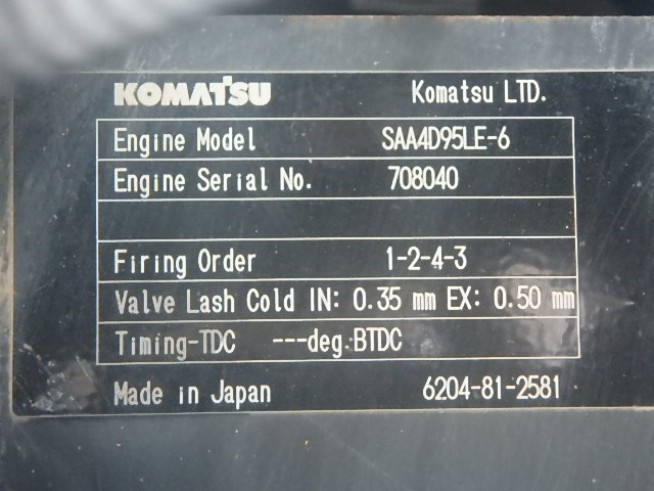 KOMATSU Komatsu LTD.
Engine Model SAA4D95LE-6
Engine Serial No. 708040
Firing Order 1-2-4-3
Valve Lash Cold IN: 0.35 mm EX: 0.50 mm
Timing-TDC ---deg.BTDC
Made in Japan 6204-81-2581